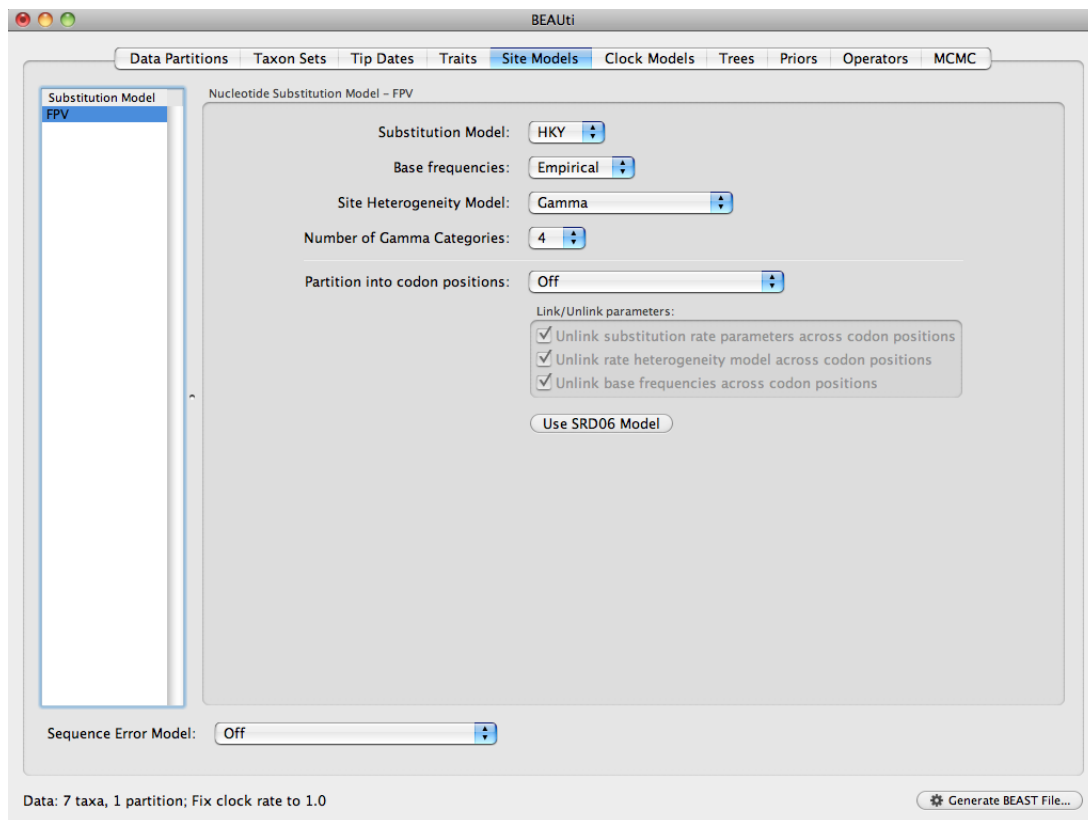 BEAUti
Data Partitions Taxon Sets Tip Dates Traits Site Models Clock Models Trees Priors Operators MCMC
Substitution Model
FPV
Nucleotide Substitution Model – FPV
Substitution Model: HKY
Base frequencies: Empirical
Site Heterogeneity Model: Gamma
Number of Gamma Categories: 4
Partition into codon positions: Off
Link/Unlink parameters:
Unlink substitution rate parameters across codon positions
Unlink rate heterogeneity model across codon positions
Unlink base frequencies across codon positions
Use SRD06 Model
Sequence Error Model: Off
Data: 7 taxa, 1 partition; Fix clock rate to 1.0
Generate BEAST File...